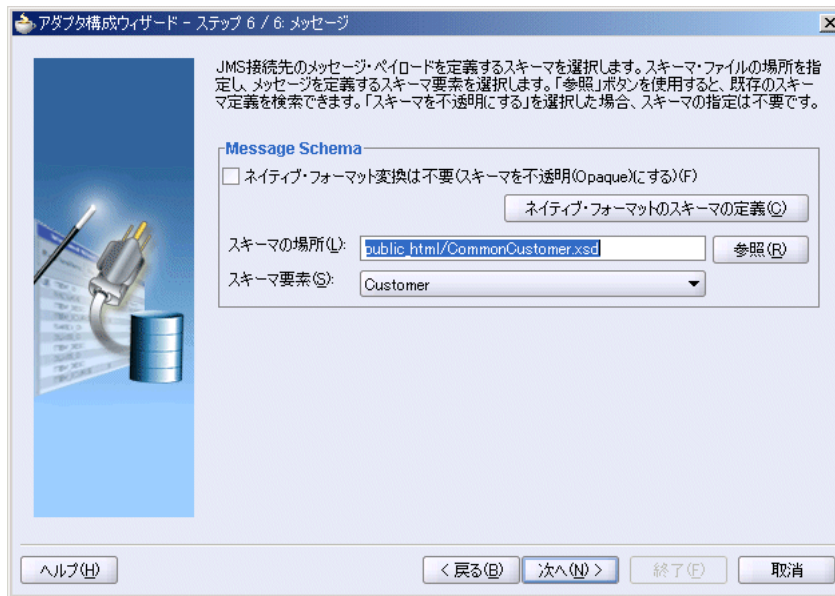 アダプタ構成ウィザード - ステップ 6 / 6: メッセージ
JMS接続先のメッセージ・ペイロードを定義するスキーマを選択します。スキーマ・ファイルの場所を指
定し、メッセージを定義するスキーマ要素を選択します。「参照」ボタンを使用すると、既存のスキー
マ定義を検索できます。「スキーマを不透明にする」を選択した場合、スキーマの指定は不要です。
Message Schema
ネイティブ・フォーマット変換は不要(スキーマを不透明(Opaque)にする)(F)
ネイティブ・フォーマットのスキーマの定義(C)
スキーマの場所(L):
public_html/CommonCustomer.xsd
参照(R)
スキーマ要素(S):
Customer
ヘルプ(H)
< 戻る(B)
次へ(N) >
終了(F)
取消